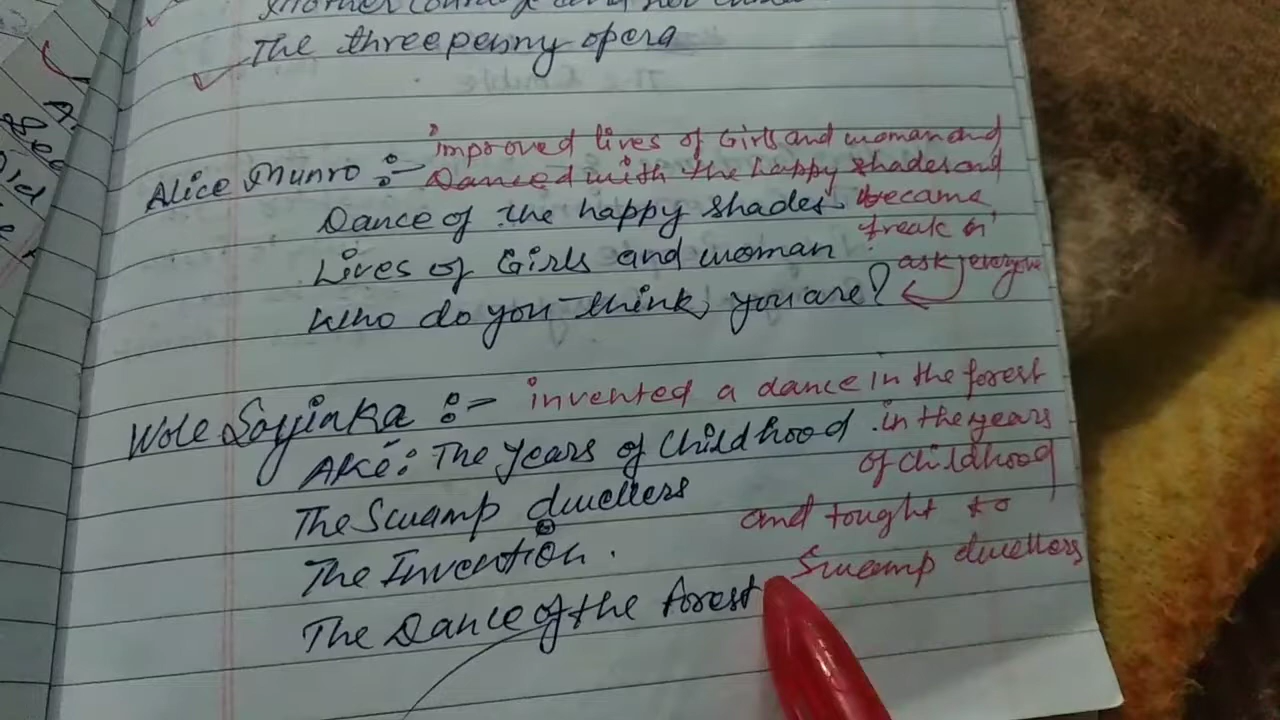 The threepenny opera
improved lives of Girls and woman and
Alice Munro :- Danced with the happy shades and
Dance of the happy shades. became
freak n'
Lives of Girls and woman
ask everyone
Who do you think, you are?
Wole Soyinka :- invented a dance in the forest
AKé: The years of Childhood . in the years
of childhood
The Swamp dwellers
and tought to
The Invention .
Swamp dwellers
The Dance of the forest